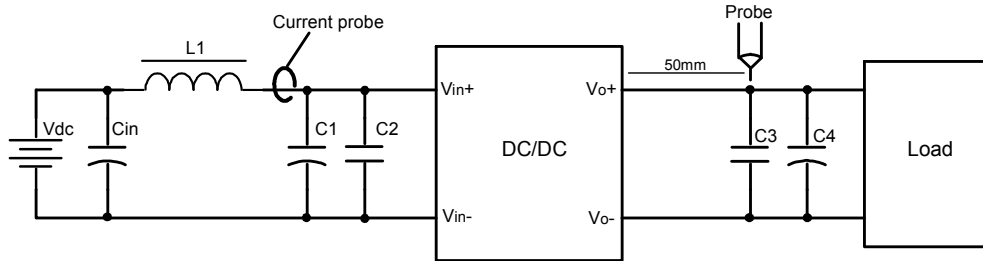 Current probe
Probe
L1
50mm
Vin+
Vo+
Vdc
Cin
C1
C2
DC/DC
C3
C4
Load
Vin-
Vo-